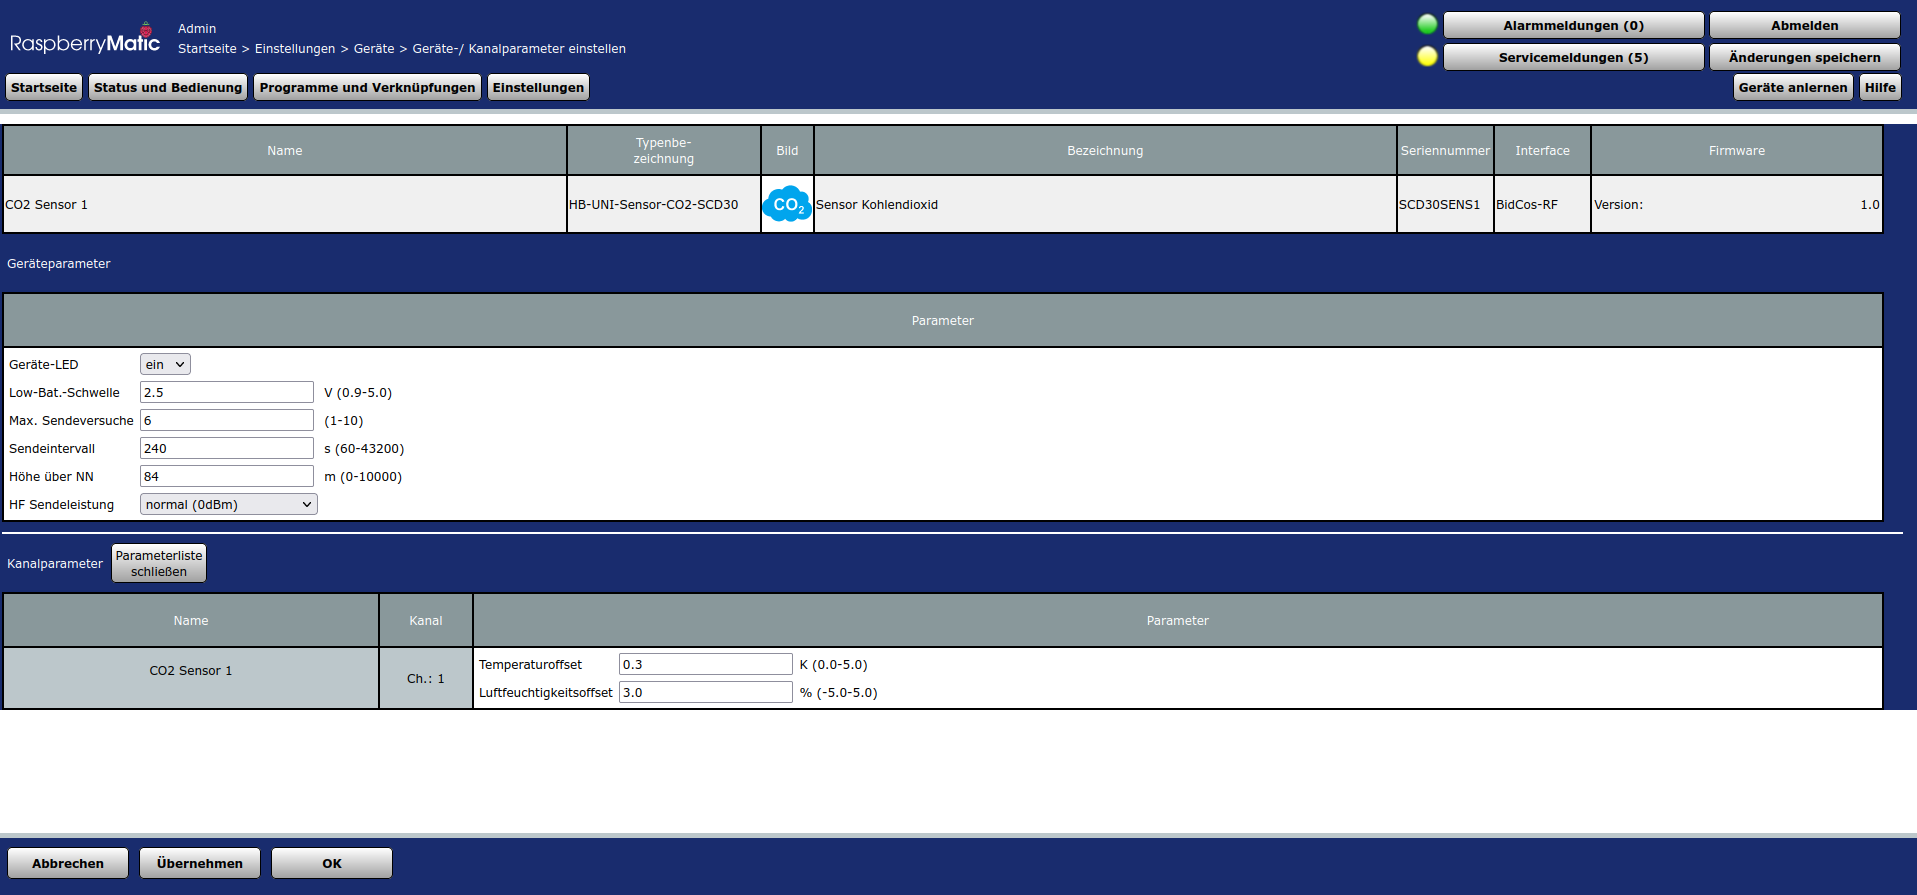 RaspberryMatic
Admin
Startseite > Einstellungen > Geräte > Geräte-/ Kanalparameter einstellen
Alarmmeldungen (0)
Abmelden
Servicemeldungen (5)
Änderungen speichern
Startseite
Status und Bedienung
Programme und Verknüpfungen
Einstellungen
Geräte anlernen
Hilfe
Name
Typenbe-
zeichnung
Bild
Bezeichnung
Seriennummer
Interface
Firmware
CO2 Sensor 1
HB-UNI-Sensor-CO2-SCD30
CO2
Sensor Kohlendioxid
SCD30SENS1
BidCos-RF
Version: 1.0
Geräteparameter
Parameter
Geräte-LED ein
Low-Bat.-Schwelle 2.5 V (0.9-5.0)
Max. Sendeversuche 6 (1-10)
Sendeintervall 240 s (60-43200)
Höhe über NN 84 m (0-10000)
HF Sendeleistung normal (0dBm)
Kanalparameter
Parameterliste
schließen
Name
Kanal
Parameter
CO2 Sensor 1
Ch.: 1
Temperaturoffset 0.3 K (0.0-5.0)
Luftfeuchtigkeitsoffset 3.0 % (-5.0-5.0)
Abbrechen
Übernehmen
OK